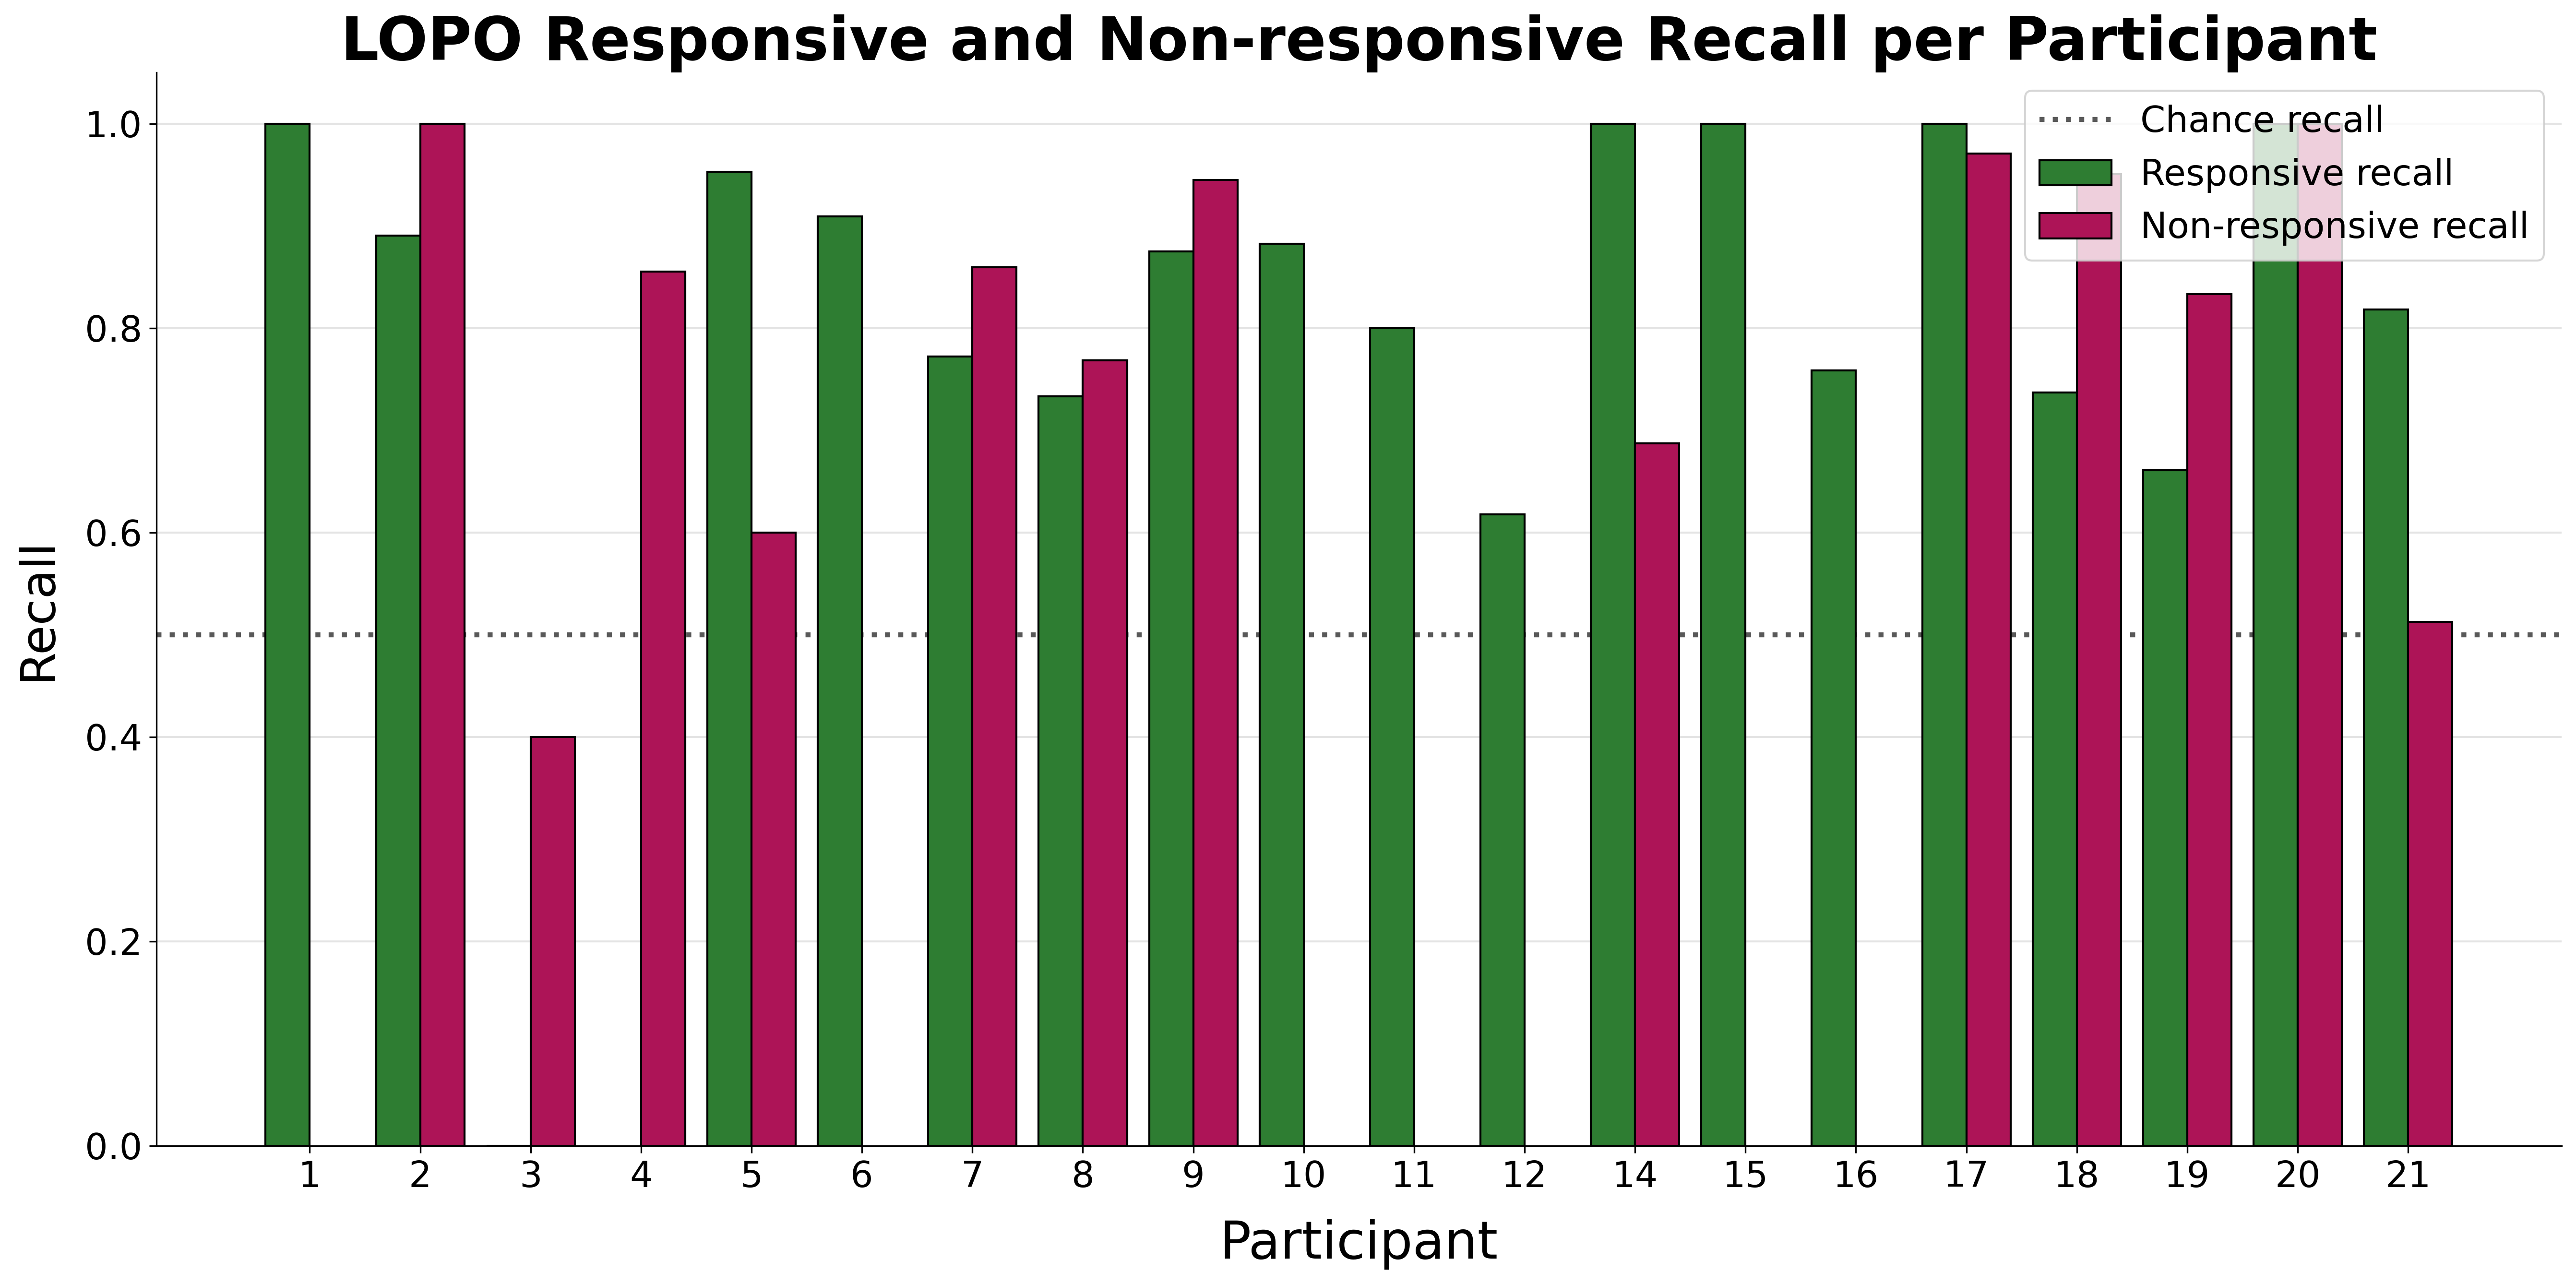 LOPO Responsive and Non-responsive Recall per Participant
Chance recall
Responsive recall
Non-responsive recall
Recall
1.0
0.8
0.6
0.4
0.2
0.0
1 2 3 4 5 6 7 8 9 10 11 12 14 15 16 17 18 19 20 21
Participant